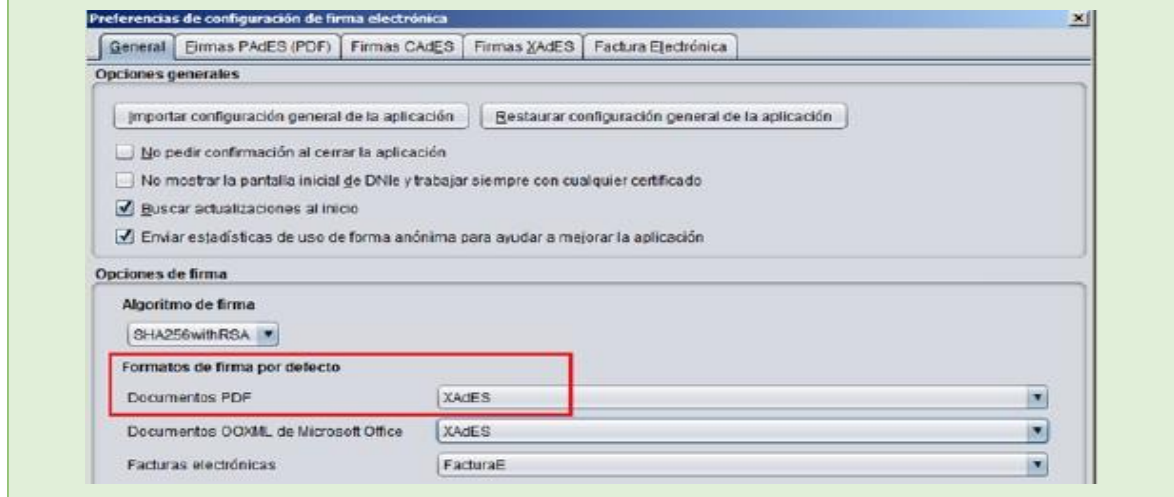 Preferencias de configuración de firma electrónica
General Firmas PAdES (PDF) Firmas CAdES Firmas XAdES Factura Electrónica
Opciones generales
Importar configuración general de la aplicación Restaurar configuración general de la aplicación
No pedir confirmación al cerrar la aplicación
No mostrar la pantalla inicial de DNIe y trabajar siempre con cualquier certificado
Buscar actualizaciones al inicio
Enviar estadísticas de uso de forma anónima para ayudar a mejorar la aplicación
Opciones de firma
Algoritmo de firma
SHA256withRSA
Formatos de firma por defecto
Documentos PDF XAdES
Documentos OOXML de Microsoft Office XAdES
Facturas electrónicas FacturaE